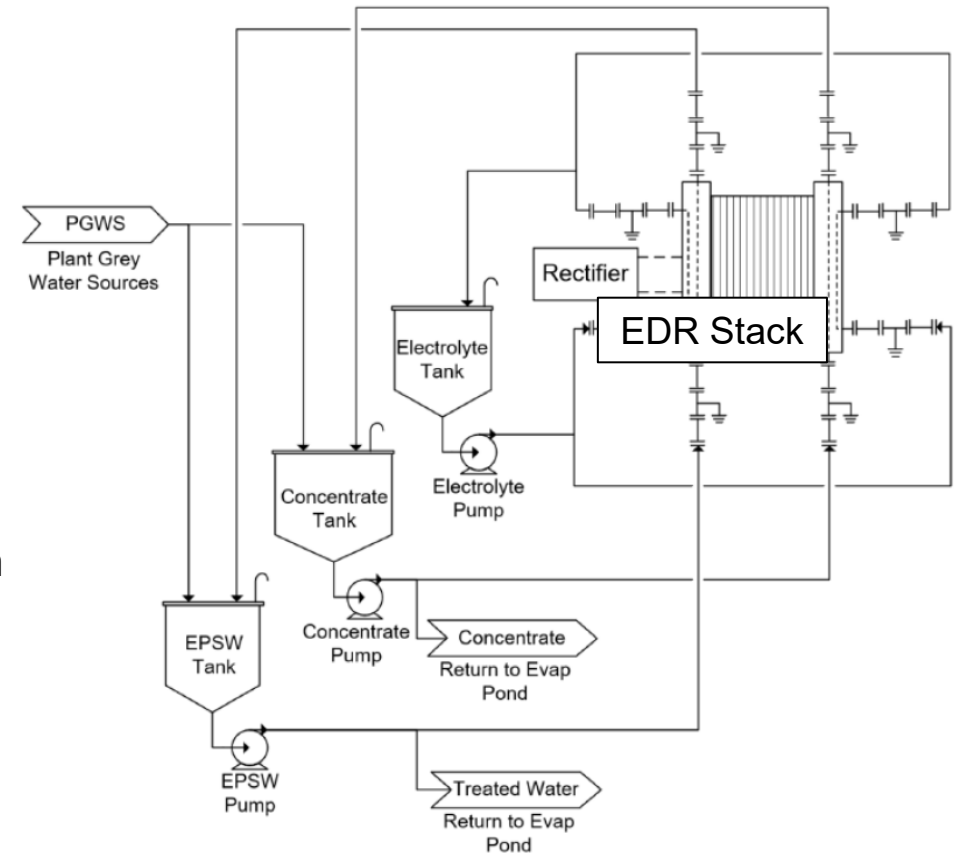 PGWS
Plant Grey
Water Sources
Rectifier
EDR Stack
Electrolyte
Tank
Electrolyte
Pump
Concentrate
Tank
Concentrate
Pump
Concentrate
Return to Evap
Pond
EPSW
Tank
EPSW
Pump
Treated Water
Return to Evap
Pond